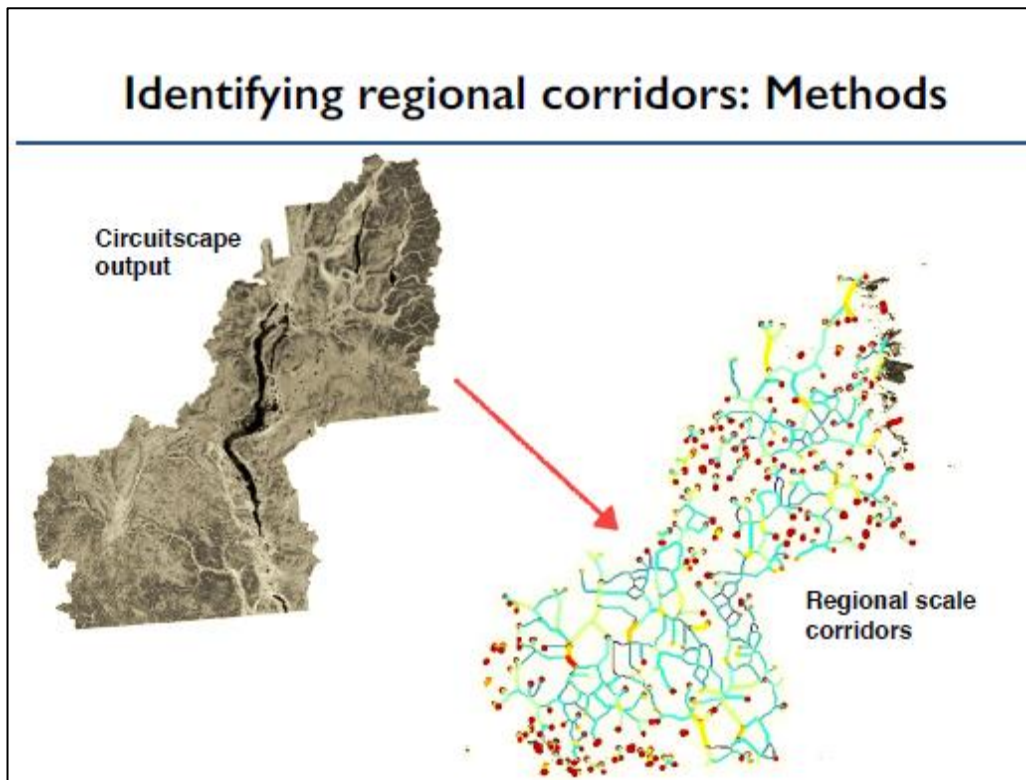 Identifying regional corridors: Methods
Circuitscape
output
Regional scale
corridors